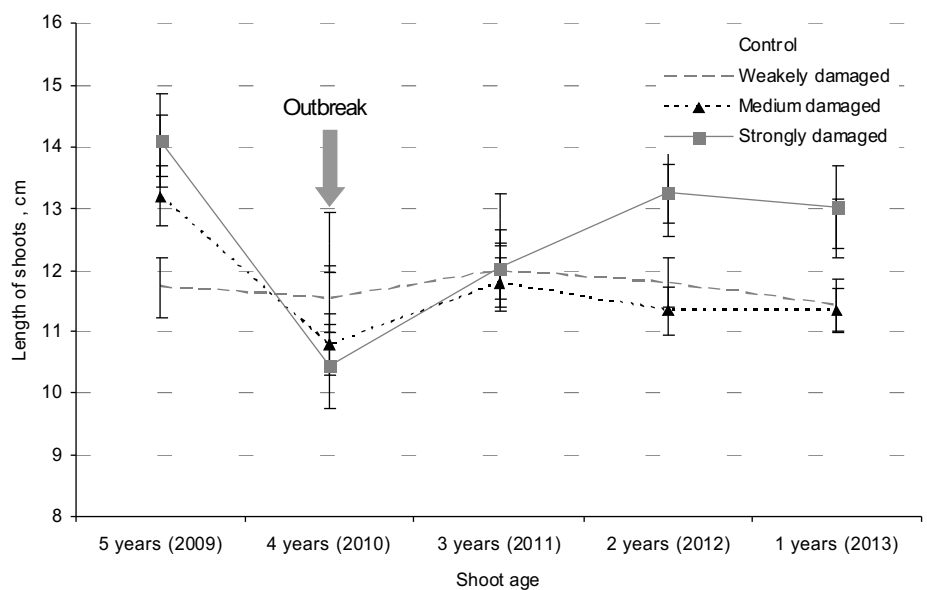 16
15
14
13
12
11
10
9
8
Length of shoots , cm
Outbreak
Control
Weakely damaged
Medium damaged
Strongly damaged
5 years (2009)
4 years (2010)
3 years (2011)
2 years (2012)
1 years (2013)
Shoot age